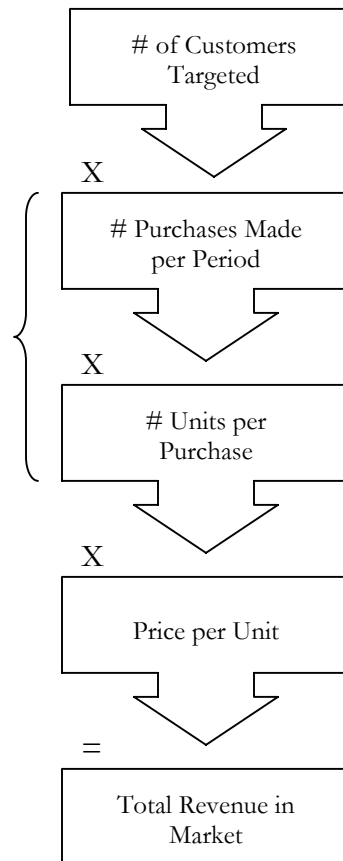 # of Customers
Targeted
X
# Purchases Made
per Period
X
# Units per
Purchase
X
Price per Unit
=
Total Revenue in
Market